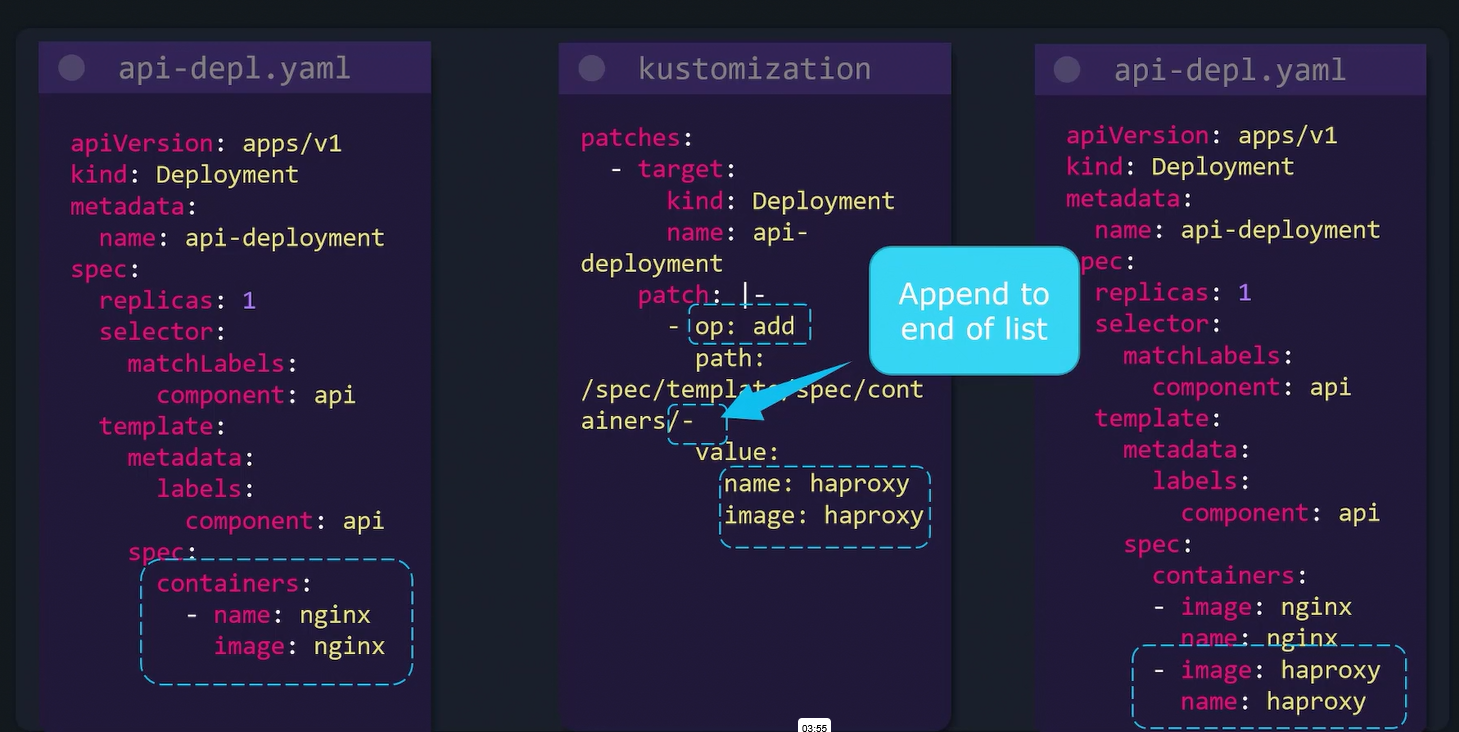 api-depl.yaml
apiVersion: apps/v1
kind: Deployment
metadata:
  name: api-deployment
spec:
  replicas: 1
  selector:
    matchLabels:
      component: api
  template:
    metadata:
      labels:
        component: api
    spec:
      containers:
        - name: nginx
          image: nginx
kustomization
patches:
  - target:
      kind: Deployment
      name: api-
deployment
    patch: |-
      - op: add
        path:
/spec/template/spec/cont
ainers/-
        value:
          name: haproxy
          image: haproxy
Append to
end of list
api-depl.yaml
apiVersion: apps/v1
kind: Deployment
metadata:
  name: api-deployment
pec:
  replicas: 1
  selector:
    matchLabels:
      component: api
  template:
    metadata:
      labels:
        component: api
    spec:
      containers:
      - image: nginx
        name: nginx
      - image: haproxy
        name: haproxy
03:55